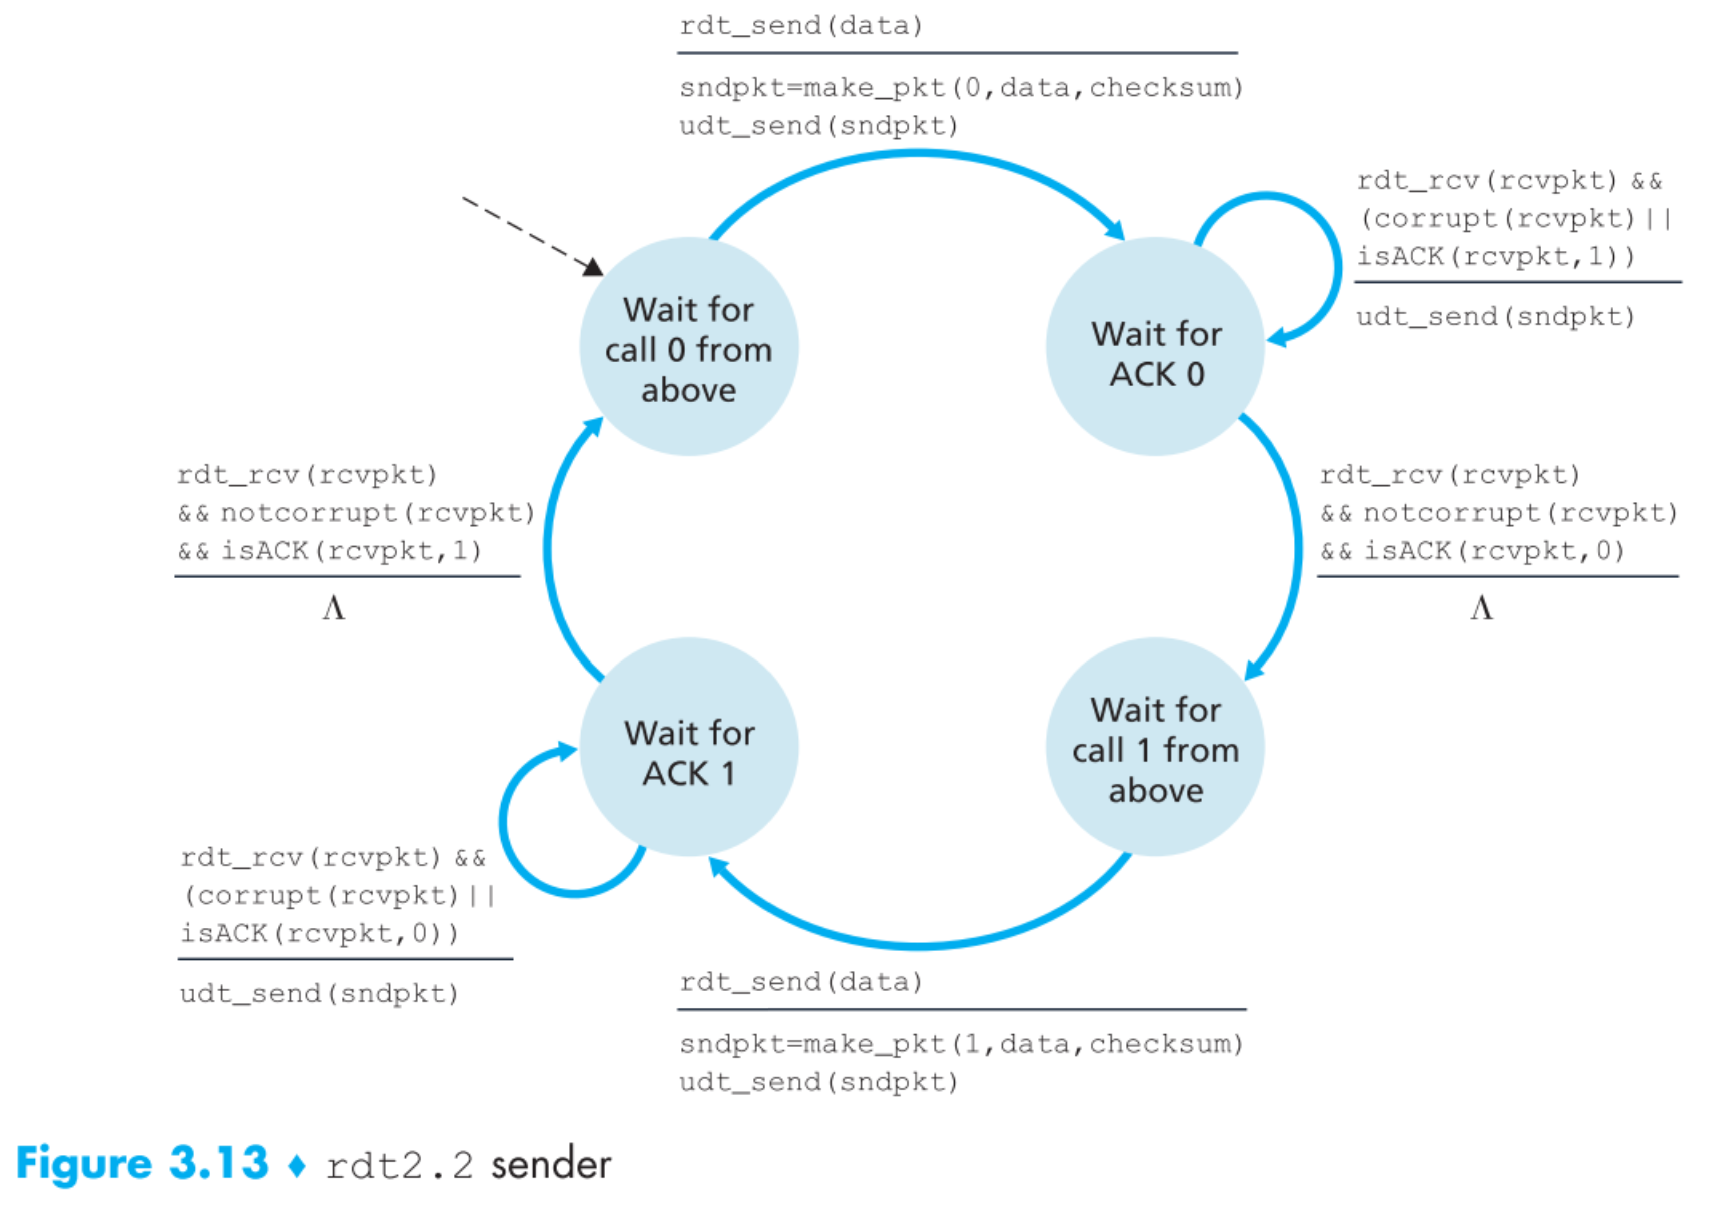 rdt_send(data)
sndpkt=make_pkt(0,data,checksum)
udt_send(sndpkt)
rdt_rcv(rcvpkt) &&
(corrupt(rcvpkt)||
isACK(rcvpkt,1))
udt_send(sndpkt)
Wait for
call 0 from
above
Wait for
ACK 0
rdt_rcv(rcvpkt)
&& notcorrupt(rcvpkt)
&& isACK(rcvpkt,1)
Λ
rdt_rcv(rcvpkt)
&& notcorrupt(rcvpkt)
&& isACK(rcvpkt,0)
Λ
Wait for
ACK 1
Wait for
call 1 from
above
rdt_rcv(rcvpkt) &&
(corrupt(rcvpkt)||
isACK(rcvpkt,0))
udt_send(sndpkt)
rdt_send(data)
sndpkt=make_pkt(1,data,checksum)
udt_send(sndpkt)
Figure 3.13 ♦ rdt2.2 sender